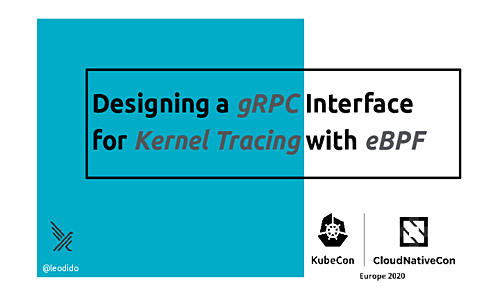 Designing a gRPC Interface
for Kernel Tracing with eBPF
@leodido
KubeCon
CloudNativeCon
Europe 2020